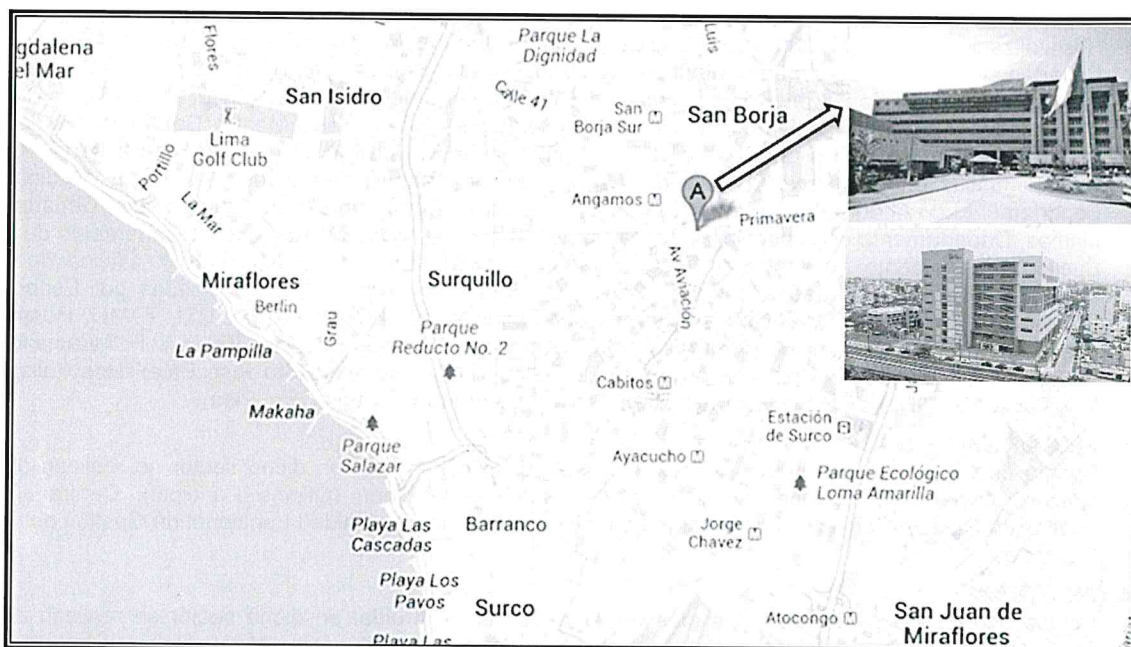 gdalena
el Mar
Flores
Parque La
Dignidad
Luis
San Isidro
Calle 41
San
Borja Sur
San Borja
Lima
Golf Club
Portillo
La Mar
Angamos
A
Primavera
Av Aviación
Miraflores
Berlin
Surquillo
Grau
Parque
Reducto No. 2
La Pampilla
Cabitos
Makaha
Estación
de Surco
Parque
Salazar
Ayacucho
Parque Ecológico
Loma Amarilla
Playa Las
Cascadas
Barranco
Jorge
Chavez
Playa Los
Pavos
Surco
Atocongo
San Juan de
Miraflores
Playa Las